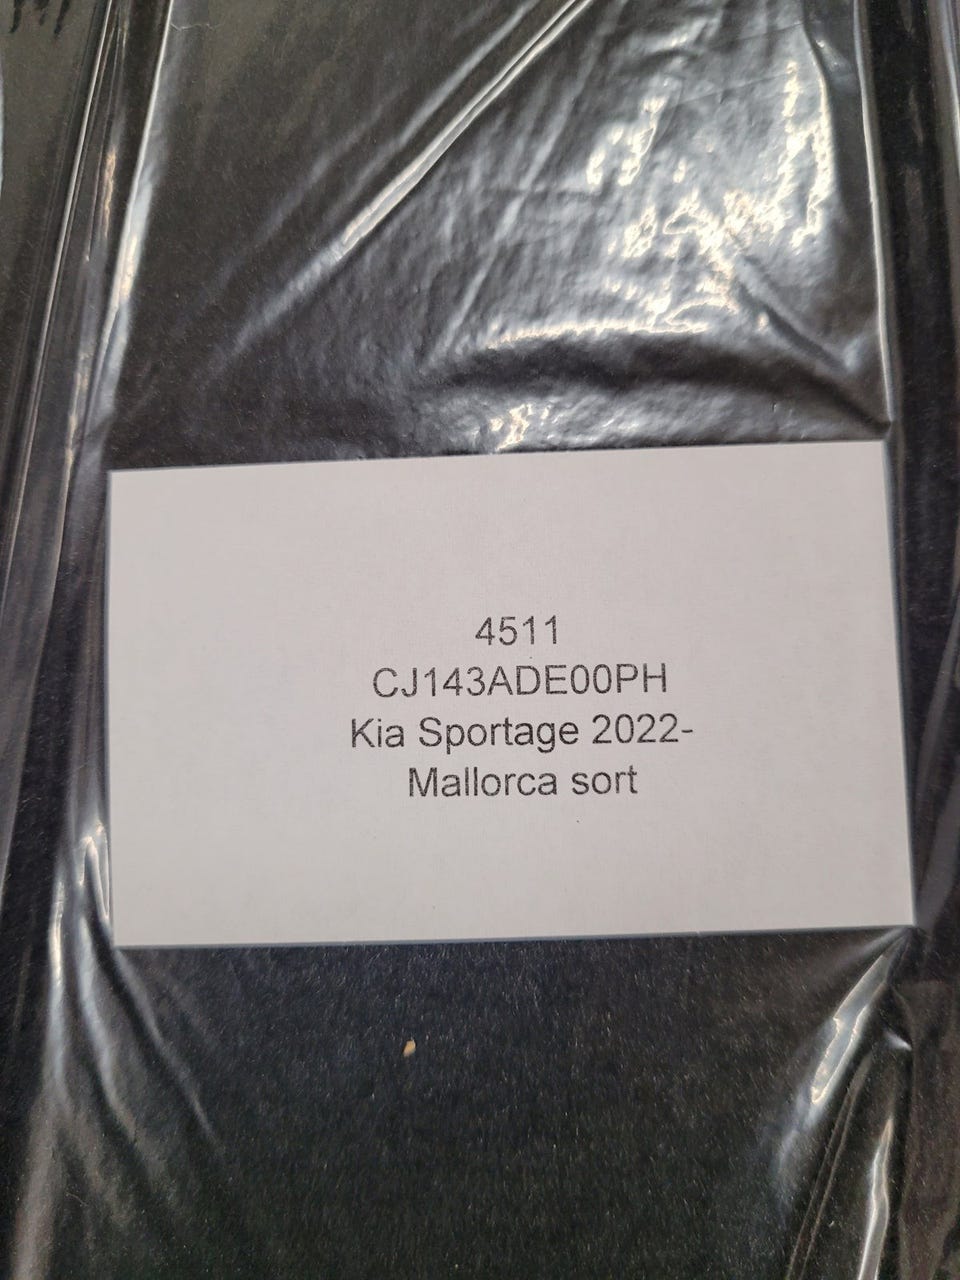 4511
CJ143ADE00PH
Kia Sportage 2022-
Mallorca sort